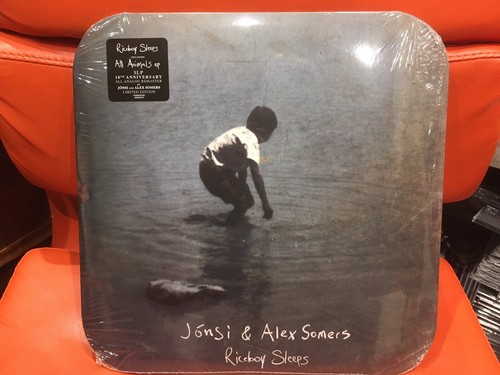 Riceboy Sleeps
All Animals ep
3LP
10TH ANNIVERSARY
ALL ANALOG REMASTER
JÓNSI AND ALEX SOMERS
LIMITED EDITION
Jónsi & Alex Somers
Riceboy Sleeps